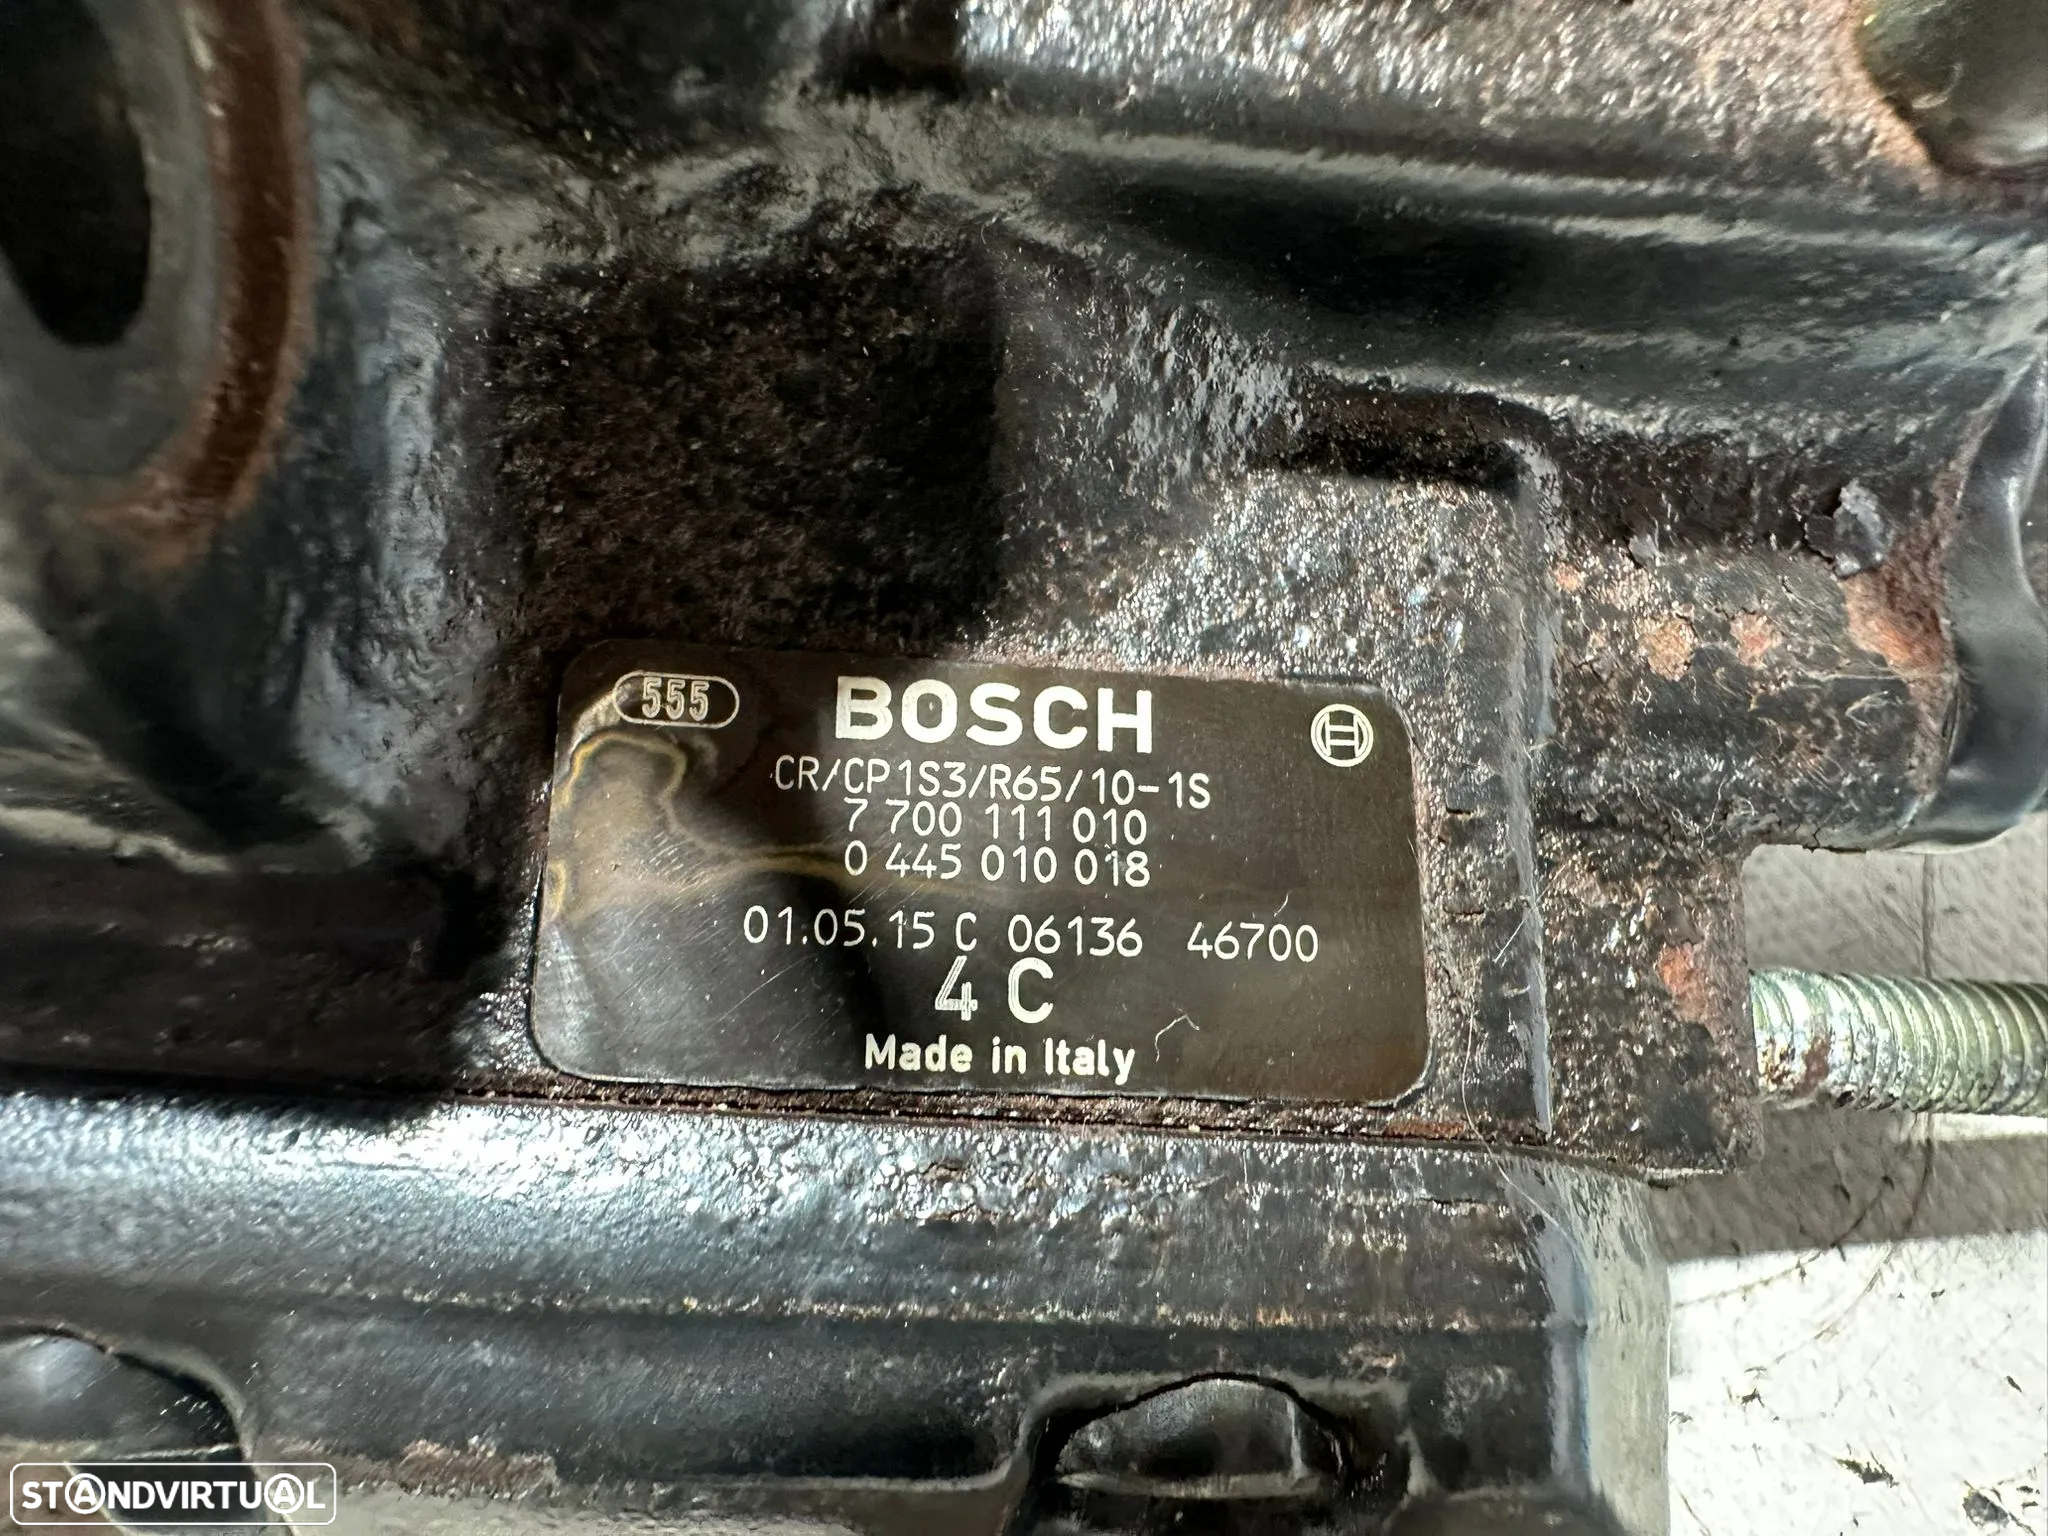 555 BOSCH
CR/CP1S3/R65/10-1S
7 700 111 010
0 445 010 018
01.05.15 C 06136 46700
4 C
Made in Italy
STANDVIRTUAL